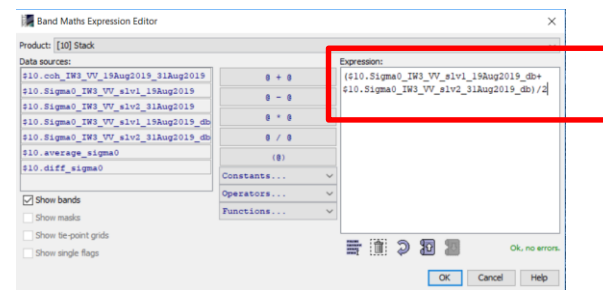 Band Maths Expression Editor
Product: [10] Stack
Data sources:
Expression:
$10.coh_IW3_VV_19Aug2019_31Aug2019
$10.Sigma0_IW3_VV_slv1_19Aug2019
$10.Sigma0_IW3_VV_slv2_31Aug2019
$10.Sigma0_IW3_VV_slv1_19Aug2019_db
$10.Sigma0_IW3_VV_slv2_31Aug2019_db
$10.average_sigma0
$10.diff_sigma0
@ + @
@ - @
@ * @
@ / @
(@)
Constants...
Operators...
Functions...
($10.Sigma0_IW3_VV_slv1_19Aug2019_db+
$10.Sigma0_IW3_VV_slv2_31Aug2019_db)/2
Show bands
Show masks
Show tie-point grids
Show single flags
Ok, no errors.
OK Cancel Help